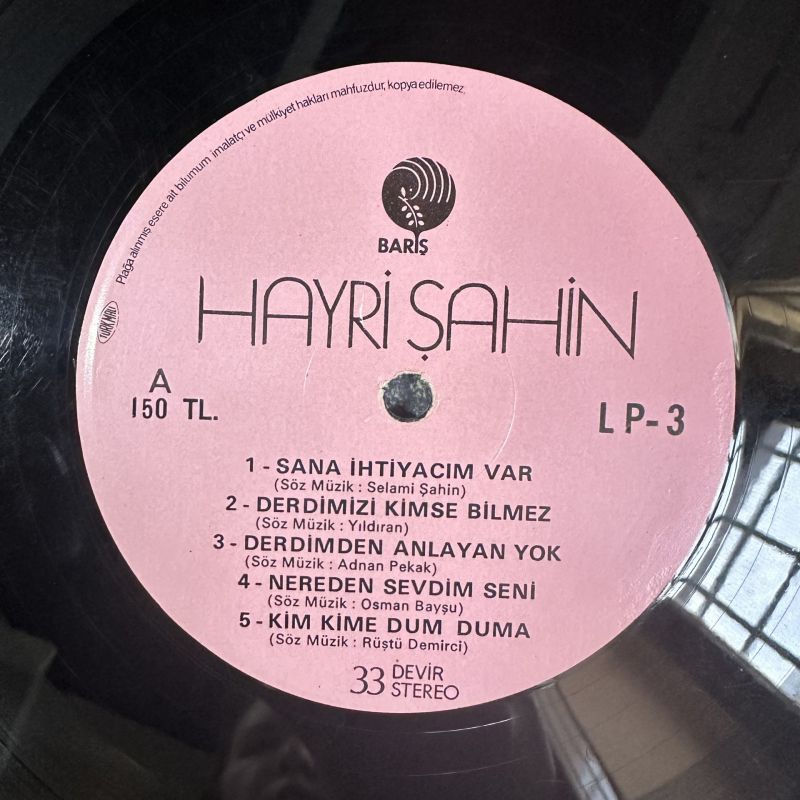 Plağa alınmış esere ait bilumum imalatçı ve mülkiyet hakları mahfuzdur, kopya edilemez.
BARIŞ
HAYRİ ŞAHİN
TÜRK MALI
A
150 TL.
LP-3
1 - SANA İHTİYACIM VAR
(Söz Müzik : Selami Şahin)
2 - DERDİMİZİ KİMSE BİLMEZ
(Söz Müzik : Yıldıran)
3 - DERDİMDEN ANLAYAN YOK
(Söz Müzik : Adnan Pekak)
4 - NEREDEN SEVDİM SENİ
(Söz Müzik : Osman Bayşu)
5 - KİM KİME DUM DUMA
(Söz Müzik : Rüştü Demirci)
33 DEVİR
STEREO